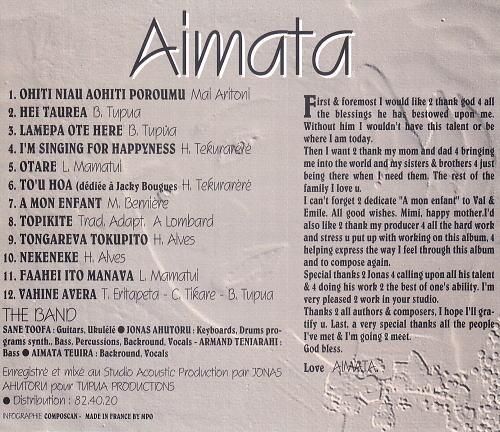 Aimata
1. OHITI NIAU AOHITI POROUMU Mai Aritoni
2. HEI TAUREA B. Tupua
3. LAMEPA OTE HERE B. Tupua
4. I'M SINGING FOR HAPPYNESS H. Tekurarere
5. OTARE L. Mamatui
6. TO'U HOA (dédiée à Jacky Bougues H. Tekurarere
7. A MON ENFANT M. Bernière
8. TOPIKITE Trad. Adapt. A Lombard
9. TONGAREVA TOKUPITO H. Alves
10. NEKENEKE H. Alves
11. FAAHEI ITO MANAVA L. Mamatui
12. VAHINE AVERA T. Eritapeta - C. Tikare - B. Tupua
THE BAND
SANE TOOFA : Guitars, Ukulélé ● JONAS AHUTORU : Keyboards, Drums pro-
grams synth., Bass, Percussions, Backround, Vocals - ARMAND TENIARAHI :
Bass ● AIMATA TEUIRA : Backround, Vocals
Enregistré et mixé au Studio Acoustic Production par JONAS
AHUTORU pour TUPUA PRODUCTIONS
● Distribution : 82.40.20
INFOGRAPHIE COMPOSCAN - MADE IN FRANCE BY MPO
First & foremost I would like 2 thank god 4 all
the blessings he has bestowed upon me.
Without him I wouldn't have this talent or be
where I am today.
Then I want 2 thank my mum and dad 4 bringing
me into the world and my sisters & brothers 4 just
being there when I need them. The rest of the
family I love u.
I can't forget 2 dedicate "A mon enfant" to Val &
Emile. All good wishes. Mimi, happy mother.I'd
also like 2 thank my producer 4 all the hard work
and stress u put up with working on this album, 4
helping express the way I feel through this album
and to compose again.
Special thanks 2 Jonas 4 calling upon all his talent
& 4 doing his work 2 the best of one's ability. I'm
very pleased 2 work in your studio.
Thanks 2 all authors & composers, I hope I'll gra-
tify u. Last, a very special thanks all the people
I've met & I'm going 2 meet.
God bless.
Love AIMATA